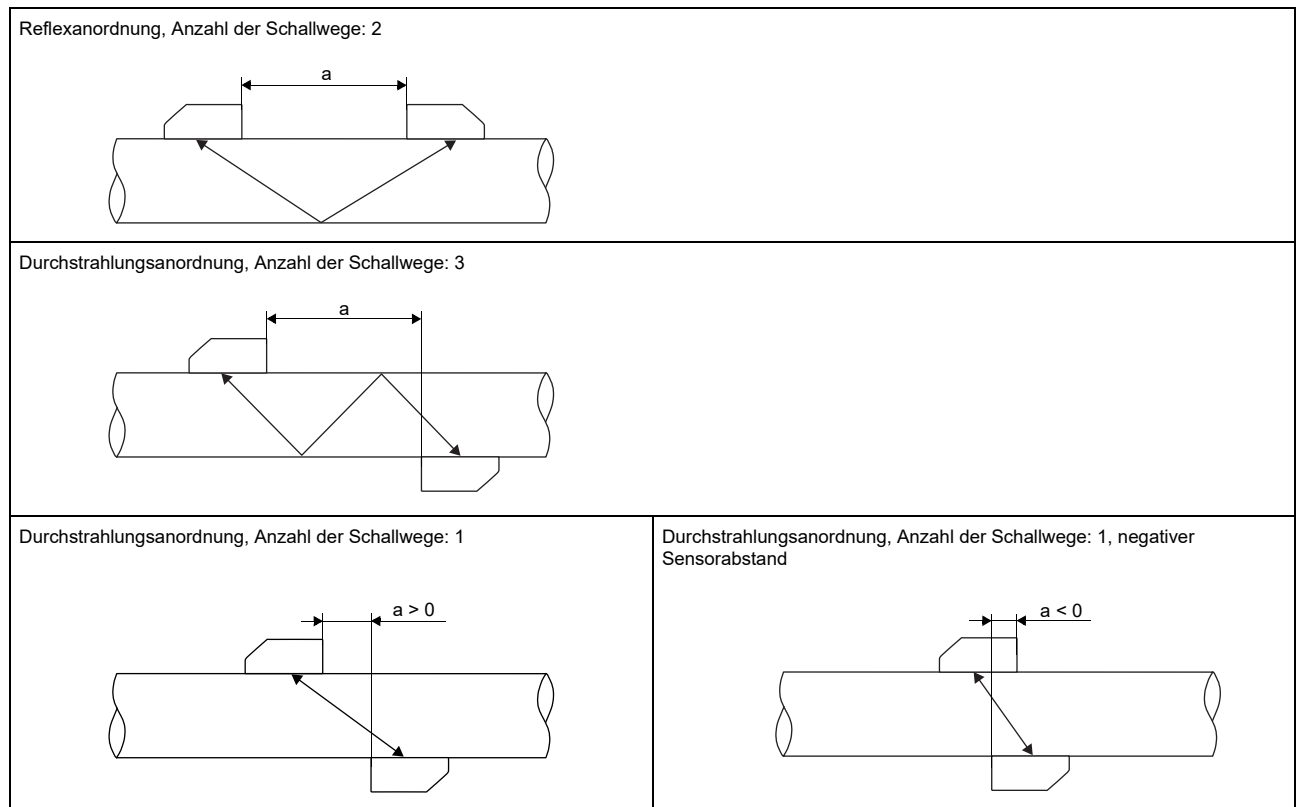 Reflexanordnung, Anzahl der Schallwege: 2
a
Durchstrahlungsanordnung, Anzahl der Schallwege: 3
a
Durchstrahlungsanordnung, Anzahl der Schallwege: 1
a > 0
Durchstrahlungsanordnung, Anzahl der Schallwege: 1, negativer
Sensorabstand
a < 0